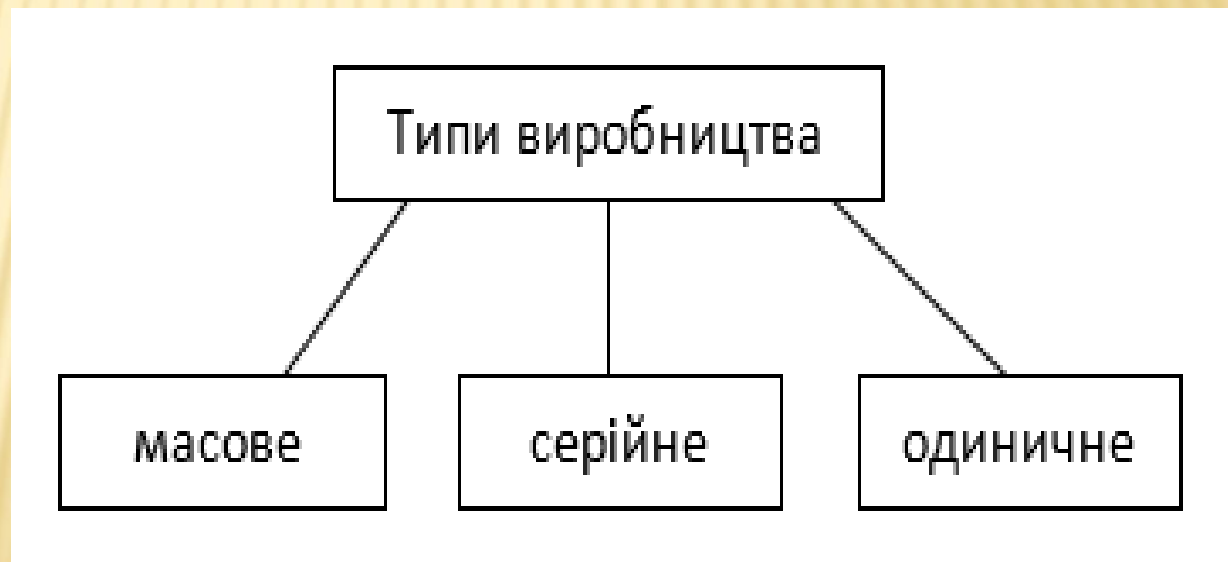 Типи виробництва
масове
серійне
одиничне